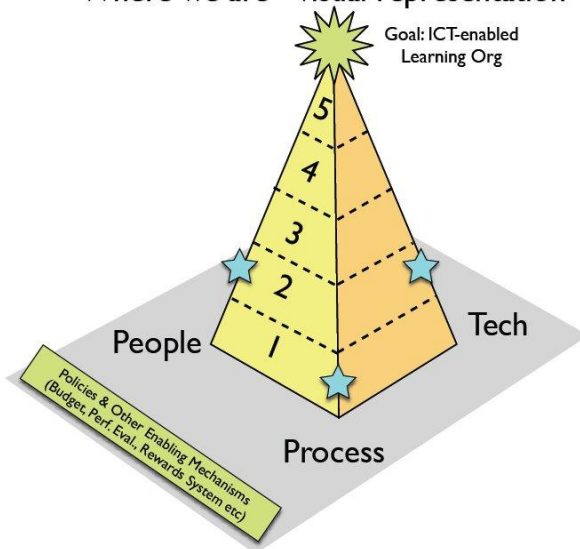 Where we are - visual representation
Goal: ICT-enabled
Learning Org
5
4
3
2
1
People
Tech
Process
Policies & Other Enabling Mechanisms
(Budget, Perf. Eval., Rewards System etc)